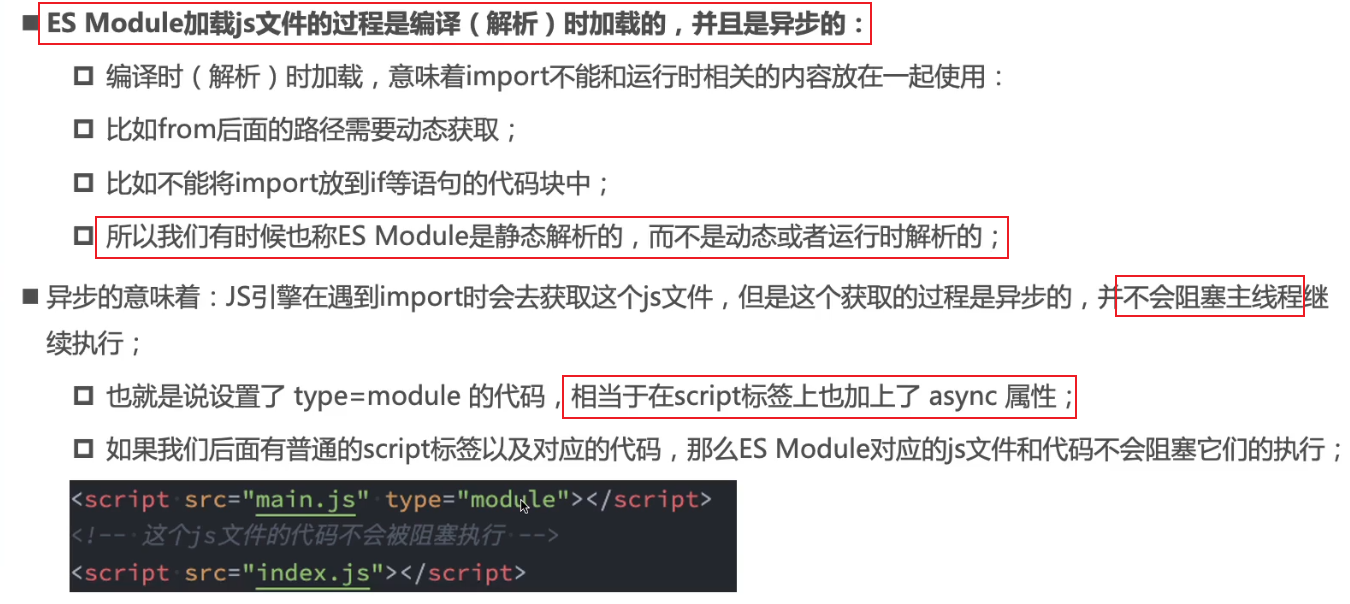 ES Module加载js文件的过程是编译（解析）时加载的，并且是异步的：
编译时（解析）时加载，意味着import不能和运行时相关的内容放在一起使用：
比如from后面的路径需要动态获取；
比如不能将import放到if等语句的代码块中；
所以我们有时候也称ES Module是静态解析的，而不是动态或者运行时解析的；
异步的意味着：JS引擎在遇到import时会去获取这个js文件，但是这个获取的过程是异步的，并不会阻塞主线程继
续执行；
也就是说设置了 type=module 的代码，相当于在script标签上也加上了 async 属性；
如果我们后面有普通的script标签以及对应的代码，那么ES Module对应的js文件和代码不会阻塞它们的执行；
<script src="main.js" type="module"></script>
<!-- 这个js文件的代码不会被阻塞执行 -->
<script src="index.js"></script>